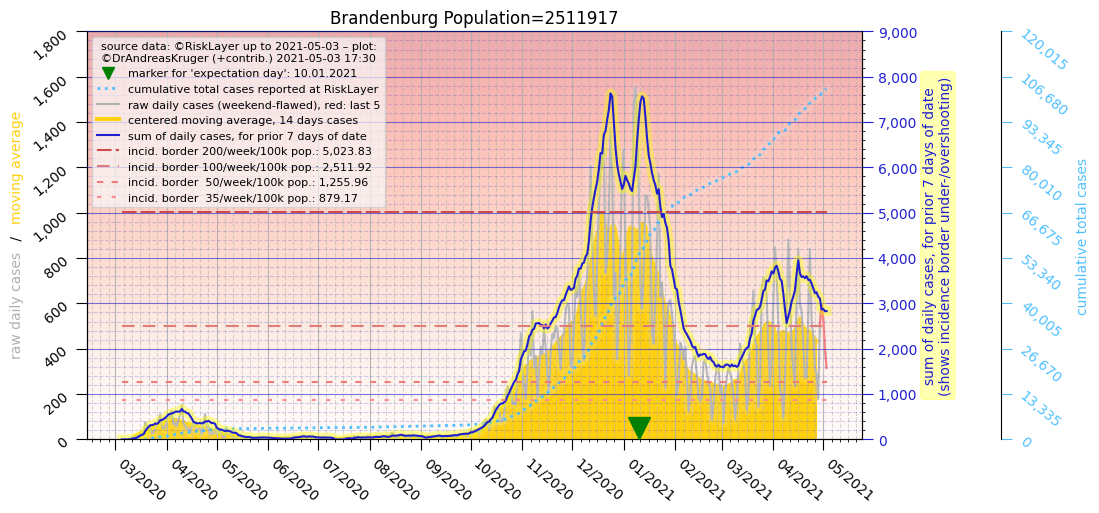 Brandenburg Population=2511917
source data: ©RiskLayer up to 2021-05-03 – plot:
©DrAndreasKruger (+contrib.) 2021-05-03 17:30
marker for 'expectation day': 10.01.2021
cumulative total cases reported at RiskLayer
raw daily cases (weekend-flawed), red: last 5
centered moving average, 14 days cases
sum of daily cases, for prior 7 days of date
incid. border 200/week/100k pop.: 5,023.83
incid. border 100/week/100k pop.: 2,511.92
incid. border  50/week/100k pop.: 1,255.96
incid. border  35/week/100k pop.: 879.17
raw daily cases / moving average
1,800
1,600
1,400
1,200
1,000
800
600
400
200
0
03/2020
04/2020
05/2020
06/2020
07/2020
08/2020
09/2020
10/2020
11/2020
12/2020
01/2021
02/2021
03/2021
04/2021
05/2021
9,000
8,000
7,000
6,000
5,000
4,000
3,000
2,000
1,000
0
sum of daily cases, for prior 7 days of date
(shows incidence border under-/overshooting)
120,015
106,680
93,345
80,010
66,675
53,340
40,005
26,670
13,335
0
cumulative total cases